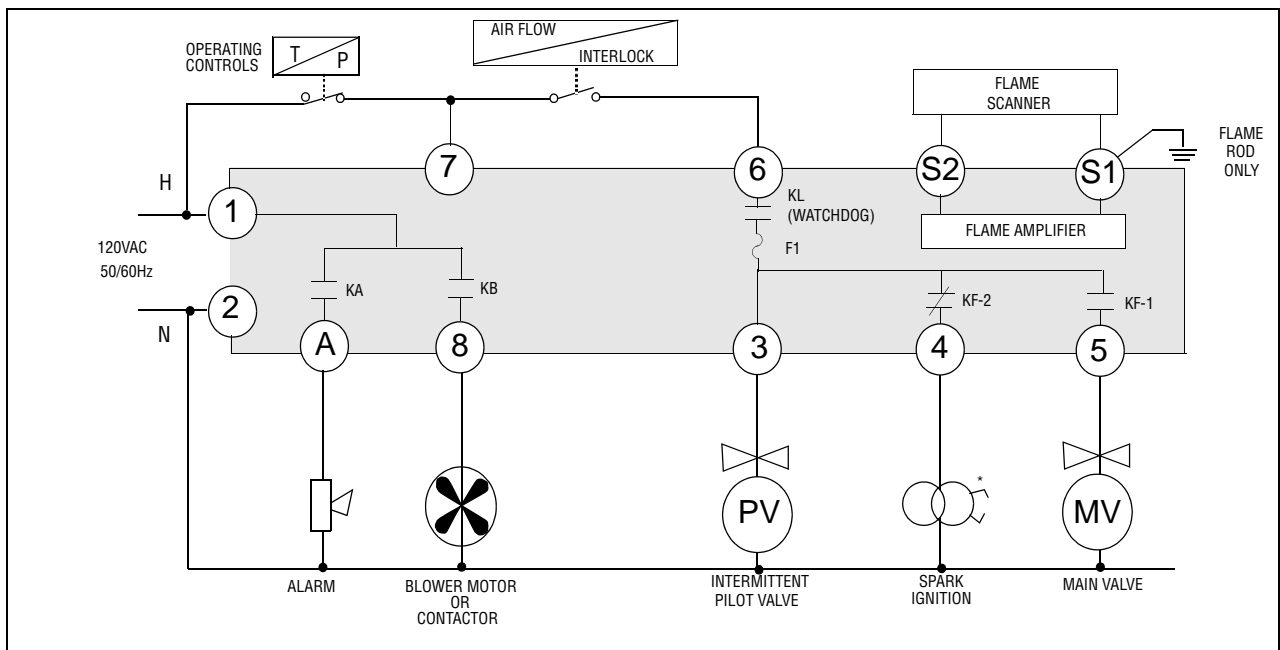 AIR FLOW
INTERLOCK
OPERATING
CONTROLS
T
P
FLAME
SCANNER
FLAME
ROD
ONLY
7
6
S2
S1
H
1
KL
(WATCHDOG)
FLAME AMPLIFIER
120VAC
50/60Hz
F1
2
KA
KB
KF-2
KF-1
N
A
8
3
4
5
*
PV
MV
ALARM
BLOWER MOTOR
OR
CONTACTOR
INTERMITTENT
PILOT VALVE
SPARK
IGNITION
MAIN VALVE